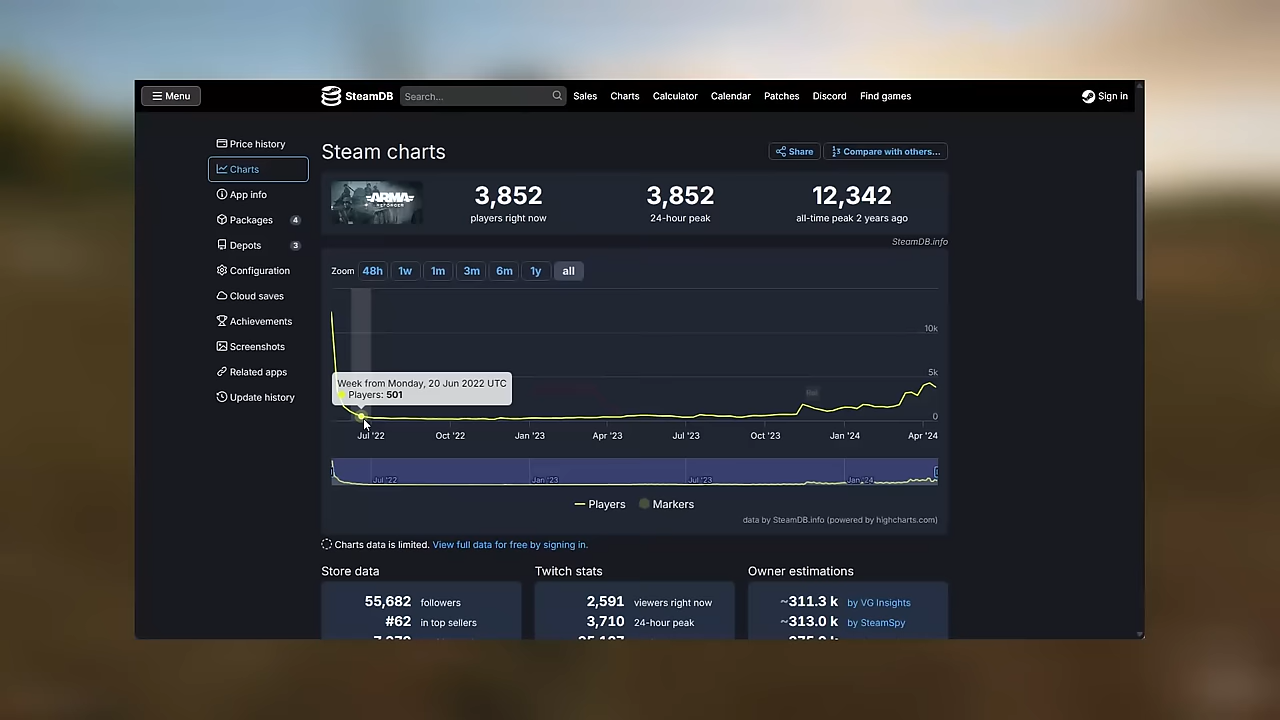 Menu
SteamDB
Search...
Sales
Charts
Calculator
Calendar
Patches
Discord
Find games
Sign in
Price history
Charts
App info
Packages 4
Depots 3
Configuration
Cloud saves
Achievements
Screenshots
Related apps
Update history
Steam charts
Share
Compare with others...
ARMA
REFORGER
3,852
players right now
3,852
24-hour peak
12,342
all-time peak 2 years ago
SteamDB.info
Zoom 48h 1w 1m 3m 6m 1y all
10k
5k
0
Week from Monday, 20 Jun 2022 UTC
Players: 501
Jul '22 Oct '22 Jan '23 Apr '23 Jul '23 Oct '23 Jan '24 Apr '24
Jul '22 Jan '23 Jul '23 Jan '24
Players Markers
data by SteamDB.info (powered by highcharts.com)
Charts data is limited. View full data for free by signing in.
Store data
55,682 followers
#62 in top sellers
Twitch stats
2,591 viewers right now
3,710 24-hour peak
Owner estimations
~311.3 k by VG Insights
~313.0 k by SteamSpy